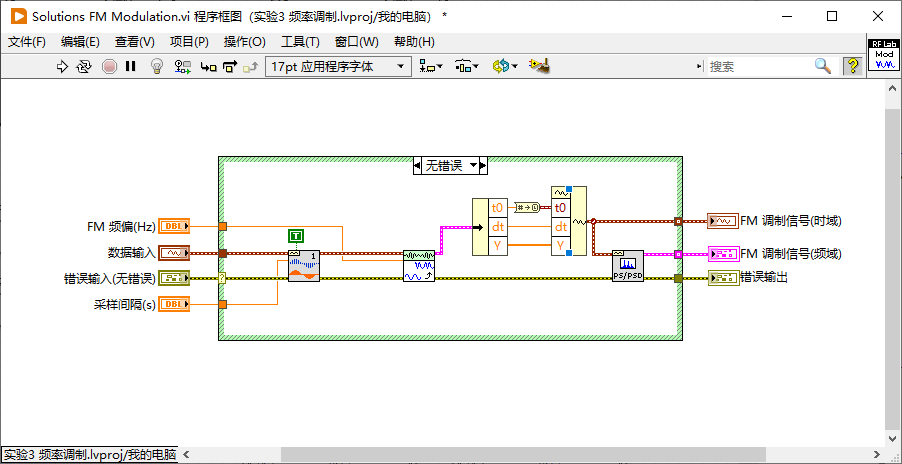 Solutions FM Modulation.vi 程序框图（实验3 频率调制.lvproj/我的电脑） *
文件(F) 编辑(E) 查看(V) 项目(P) 操作(O) 工具(T) 窗口(W) 帮助(H)
17pt 应用程序字体
搜索
?
RF Lab
Mod
无错误
t0
dt
Y
t0
dt
Y
FM 频偏(Hz)
DBL
数据输入
错误输入(无错误)
?
采样间隔(s)
DBL
T
1
PS/PSD
FM 调制信号(时域)
FM 调制信号(频域)
错误输出
实验3 频率调制.lvproj/我的电脑